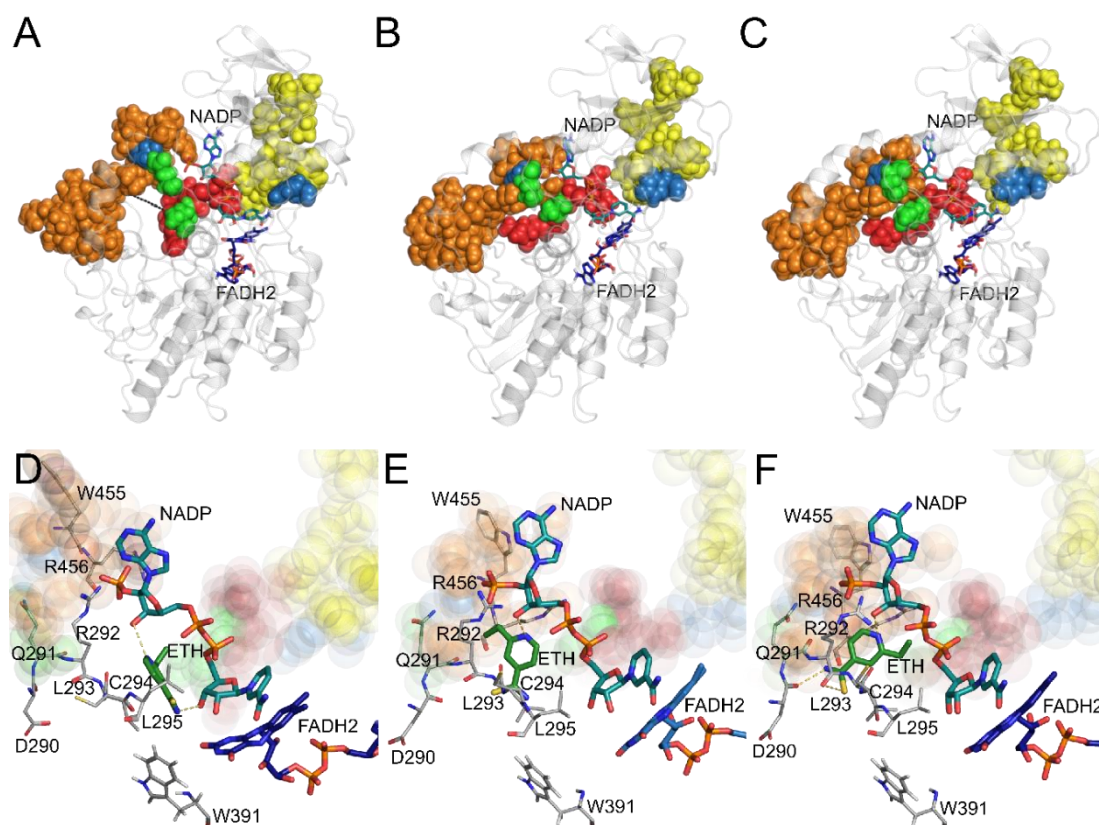 A B C
NADP NADP NADP
FADH2 FADH2 FADH2
D E F
W455 W455 W455
NADP NADP NADP
R456 R456 R456
R292 R292 R292
Q291 ETH Q291 ETH Q291 ETH
L293 C294 L293 C294 L293 C294
L295 L295 L295
FADH2 FADH2 FADH2
D290 D290 D290
W391 W391 W391